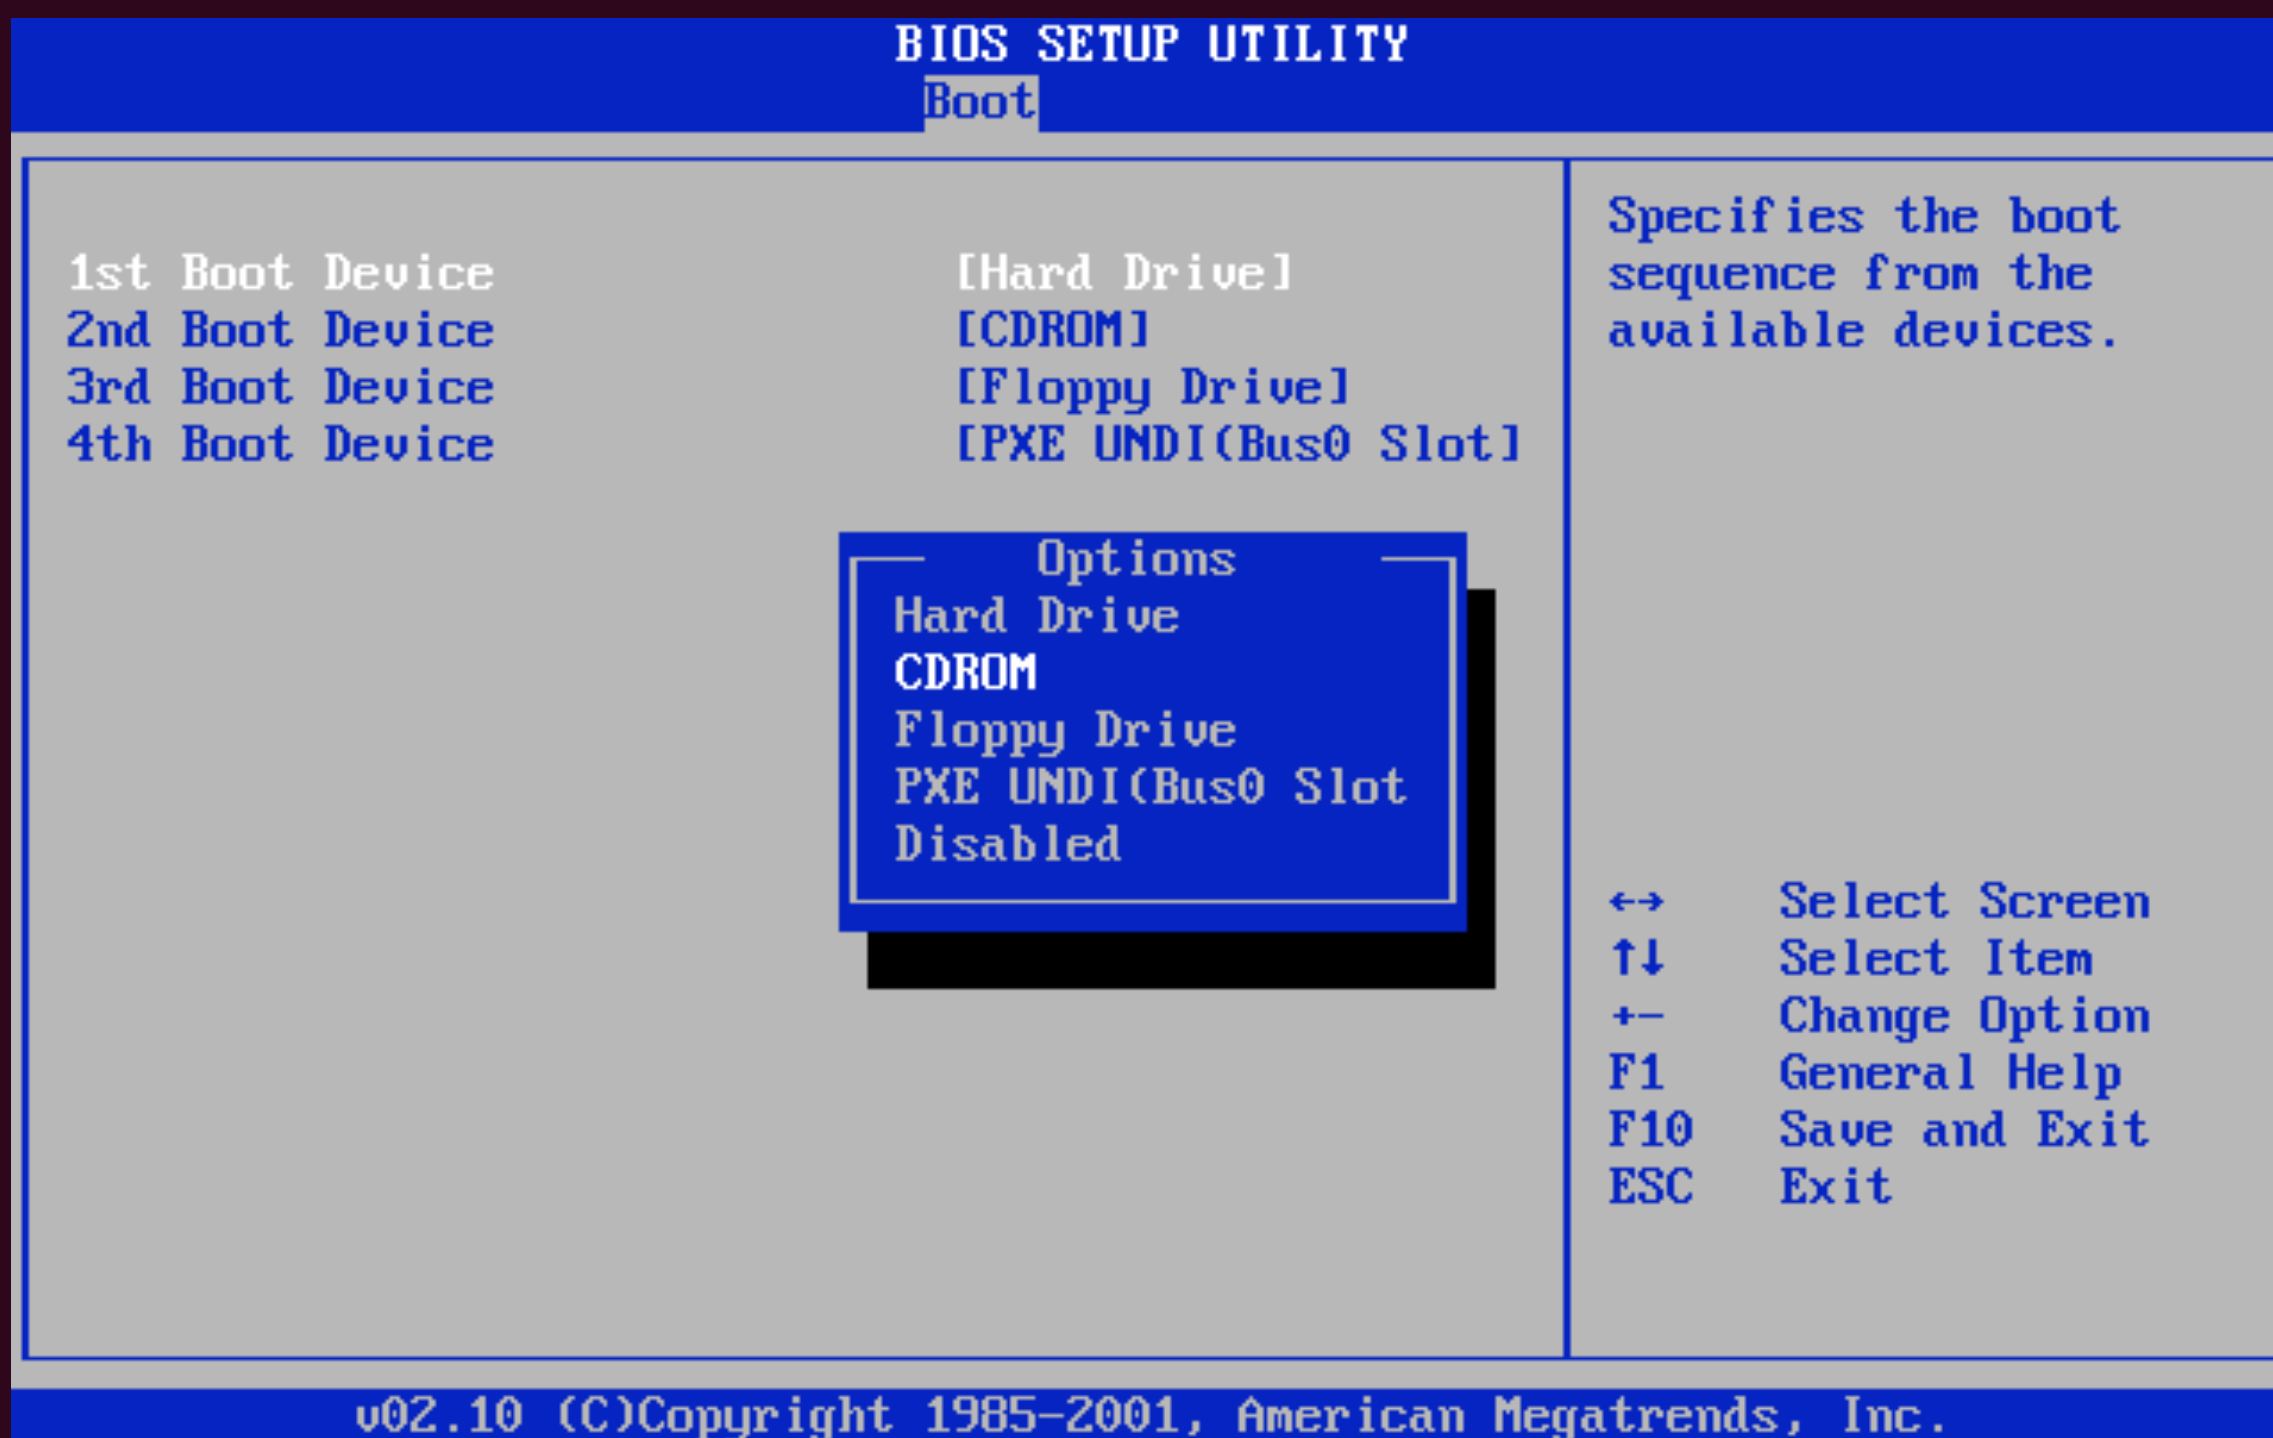 BIOS SETUP UTILITY
Boot
1st Boot Device [Hard Drive]
2nd Boot Device [CDROM]
3rd Boot Device [Floppy Drive]
4th Boot Device [PXE UNDI(Bus0 Slot]
Options
Hard Drive
CDROM
Floppy Drive
PXE UNDI(Bus0 Slot
Disabled
Specifies the boot
sequence from the
available devices.
←→ Select Screen
↑↓ Select Item
+- Change Option
F1 General Help
F10 Save and Exit
ESC Exit
v02.10 (C)Copyright 1985-2001, American Megatrends, Inc.